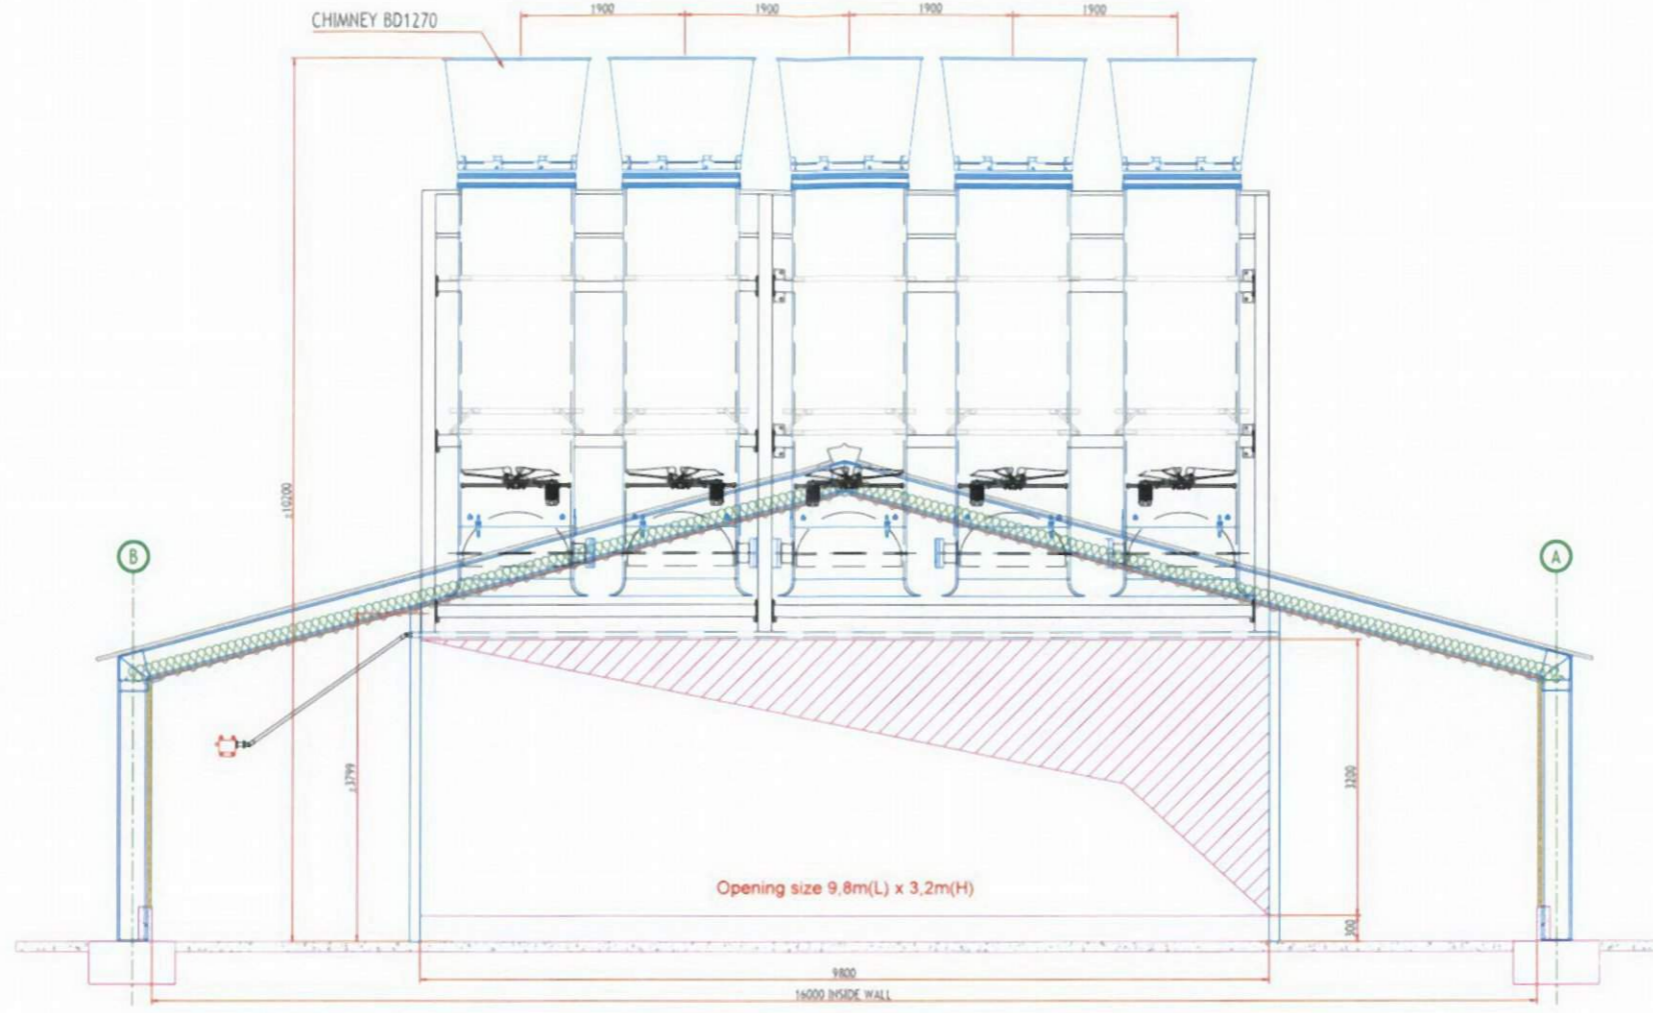 CHIMNEY BD1270
1900
1900
1900
1900
±10200
B
A
±3799
3200
Opening size 9,8m(L) x 3,2m(H)
300
9800
16000 INSIDE WALL